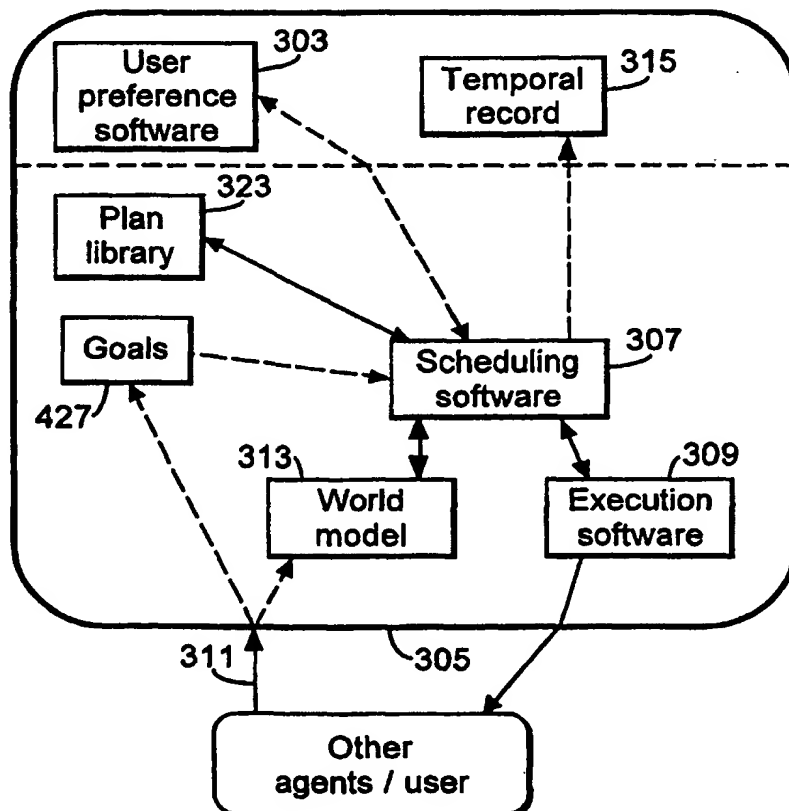 User
preference
software
303
Temporal
record
315
Plan
library
323
Goals
427
Scheduling
software
307
World
model
313
Execution
software
309
311
305
Other
agents / user